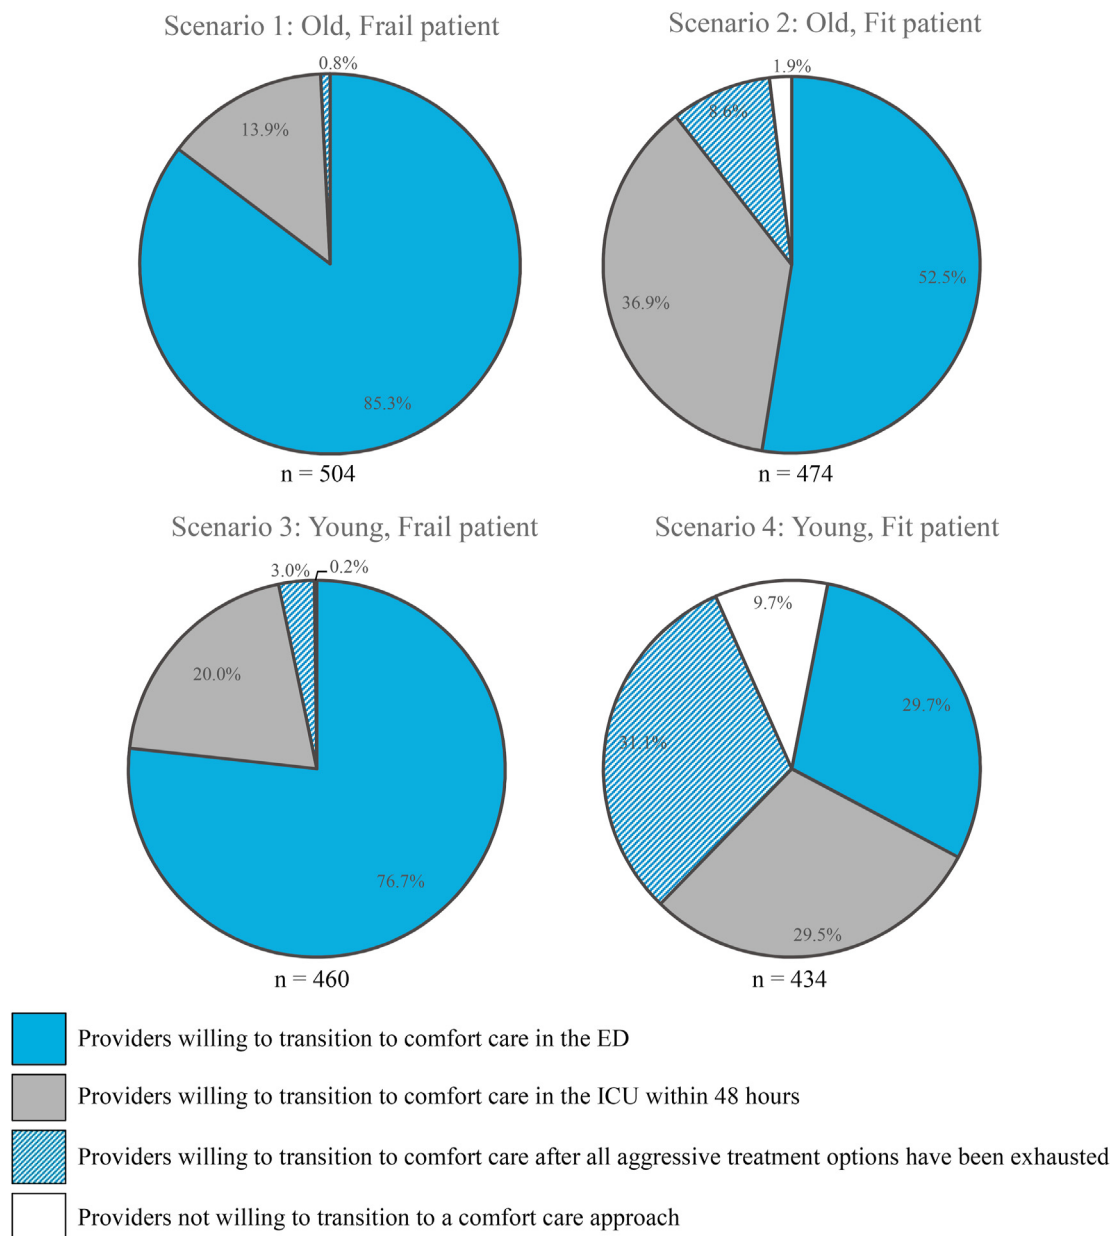 Scenario 1: Old, Frail patient
0.8%
13.9%
85.3%
n = 504
Scenario 2: Old, Fit patient
1.9%
8.6%
36.9%
52.5%
n = 474
Scenario 3: Young, Frail patient
3.0%
0.2%
20.0%
76.7%
n = 460
Scenario 4: Young, Fit patient
9.7%
29.7%
31.1%
29.5%
n = 434
Providers willing to transition to comfort care in the ED
Providers willing to transition to comfort care in the ICU within 48 hours
Providers willing to transition to comfort care after all aggressive treatment options have been exhausted
Providers not willing to transition to a comfort care approach